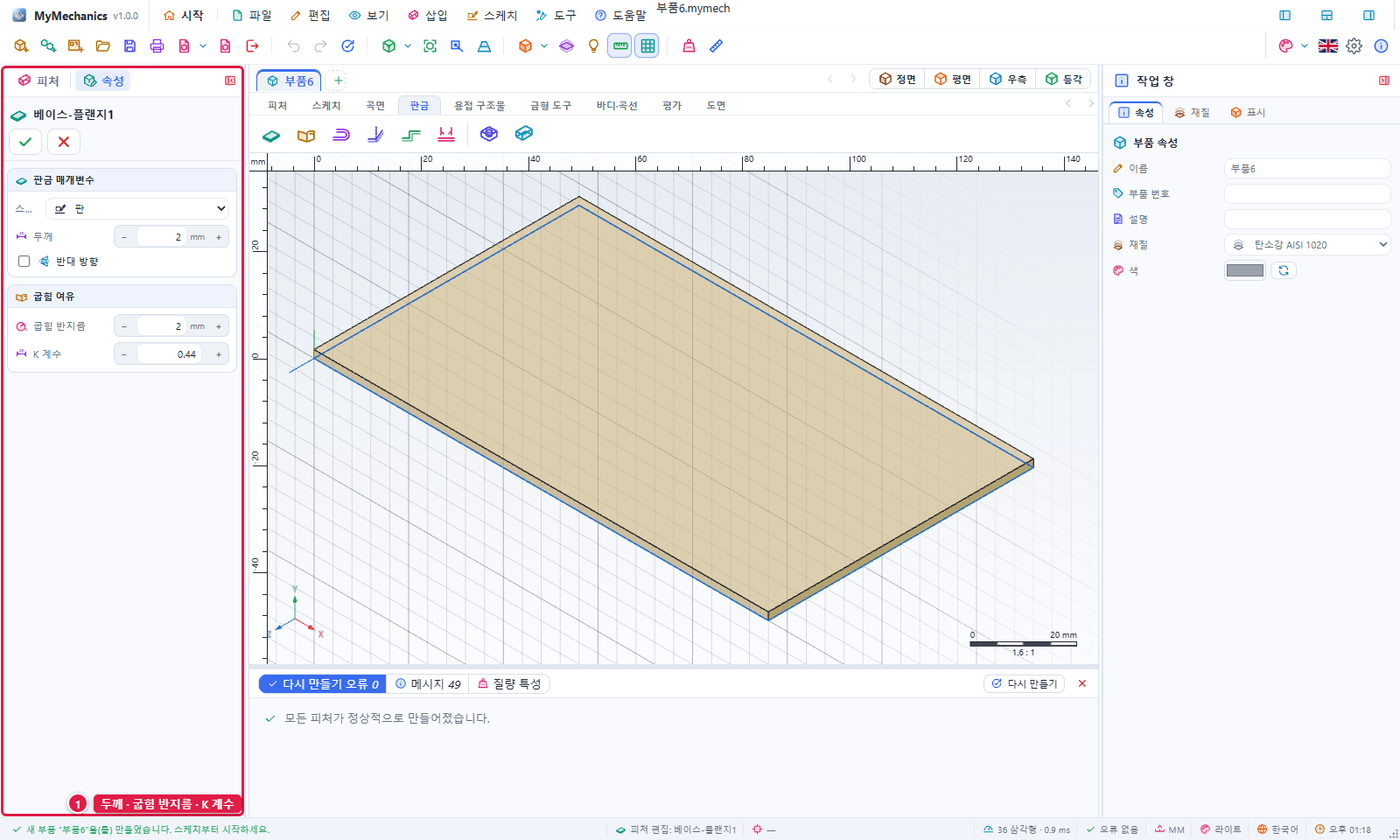 MyMechanics v1.0.0
시작 파일 편집 보기 삽입 스케치 도구 도움말
부품6.mymech
피처 속성
베이스-플랜지1
판금 매개변수
스... 판
두께 − 2 mm +
반대 방향
굽힘 여유
굽힘 반지름 − 2 mm +
K 계수 − 0.44 +
1 두께 · 굽힘 반지름 · K 계수
부품6 +
정면 평면 우측 등각
피처 스케치 곡면 판금 용접 구조물 금형 도구 바디·곡선 평가 도면
mm 0 20 40 60 80 100 120 140
20
0
-20
-40
Y
Z X
0 20 mm
1.6 : 1
다시 만들기 오류 0 메시지 49 질량 특성 다시 만들기
모든 피처가 정상적으로 만들어졌습니다.
작업 창
속성 재질 표시
부품 속성
이름 부품6
부품 번호
설명
재질 탄소강 AISI 1020
색
새 부품 "부품6"을(를) 만들었습니다. 스케치부터 시작하세요.
피처 편집: 베이스-플랜지1 —
36 삼각형 · 0.9 ms 오류 없음 MM 라이트 한국어 오후 01:18